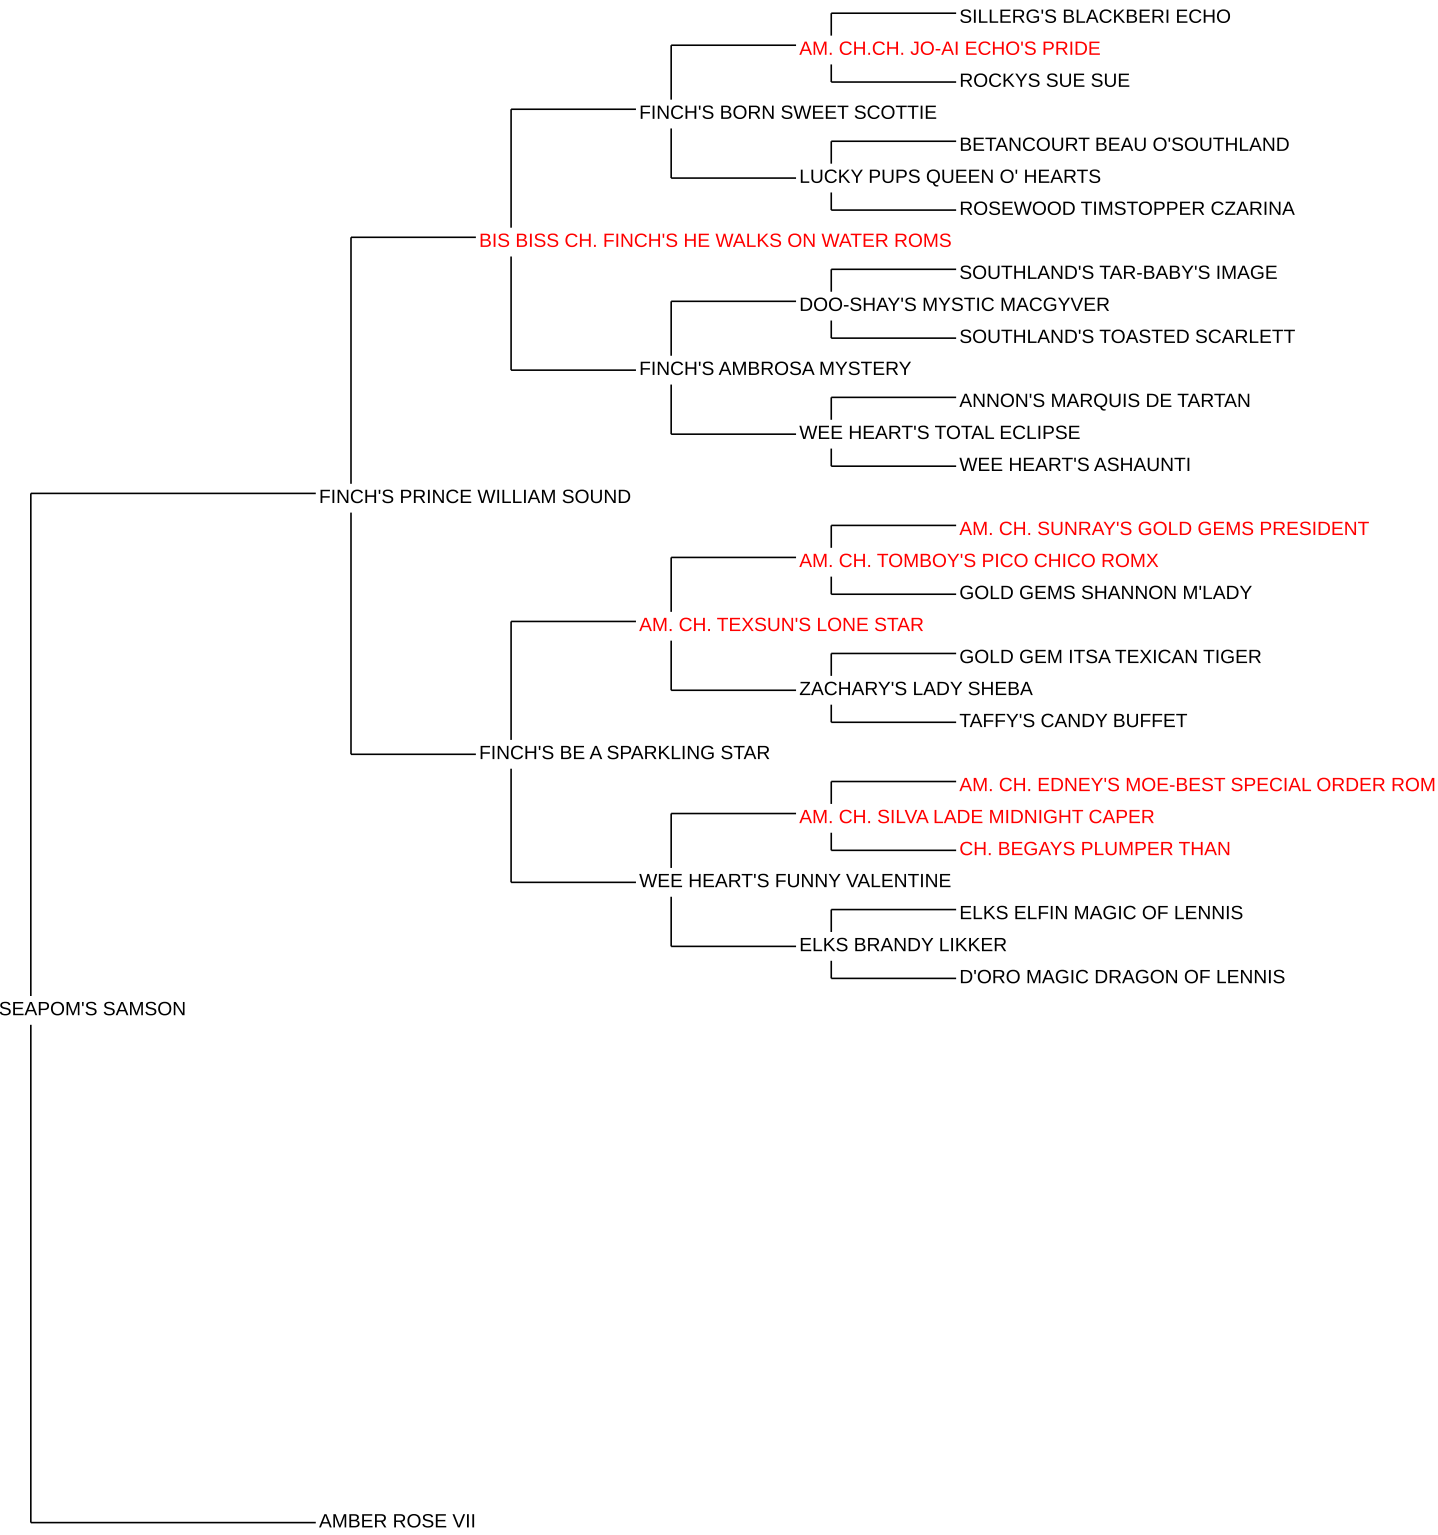 SILLERG'S BLACKBERI ECHO
AM. CH.CH. JO-AI ECHO'S PRIDE
ROCKYS SUE SUE
FINCH'S BORN SWEET SCOTTIE
BETANCOURT BEAU O'SOUTHLAND
LUCKY PUPS QUEEN O' HEARTS
ROSEWOOD TIMSTOPPER CZARINA
BIS BISS CH. FINCH'S HE WALKS ON WATER ROMS
SOUTHLAND'S TAR-BABY'S IMAGE
DOO-SHAY'S MYSTIC MACGYVER
SOUTHLAND'S TOASTED SCARLETT
FINCH'S AMBROSA MYSTERY
ANNON'S MARQUIS DE TARTAN
WEE HEART'S TOTAL ECLIPSE
WEE HEART'S ASHAUNTI
FINCH'S PRINCE WILLIAM SOUND
AM. CH. SUNRAY'S GOLD GEMS PRESIDENT
AM. CH. TOMBOY'S PICO CHICO ROMX
GOLD GEMS SHANNON M'LADY
AM. CH. TEXSUN'S LONE STAR
GOLD GEM ITSA TEXICAN TIGER
ZACHARY'S LADY SHEBA
TAFFY'S CANDY BUFFET
FINCH'S BE A SPARKLING STAR
AM. CH. EDNEY'S MOE-BEST SPECIAL ORDER ROM
AM. CH. SILVA LADE MIDNIGHT CAPER
CH. BEGAYS PLUMPER THAN
WEE HEART'S FUNNY VALENTINE
ELKS ELFIN MAGIC OF LENNIS
ELKS BRANDY LIKKER
D'ORO MAGIC DRAGON OF LENNIS
SEAPOM'S SAMSON
AMBER ROSE VII